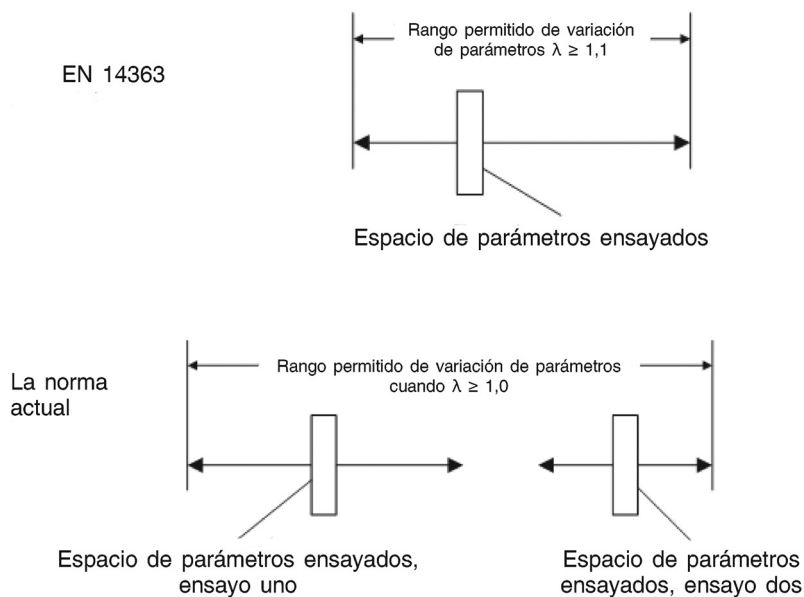 Rango permitido de variación
de parámetros λ ≥ 1,1
EN 14363
Espacio de parámetros ensayados
Rango permitido de variación de parámetros
cuando λ ≥ 1,0
La norma
actual
Espacio de parámetros ensayados,
ensayo uno
Espacio de parámetros
ensayados, ensayo dos